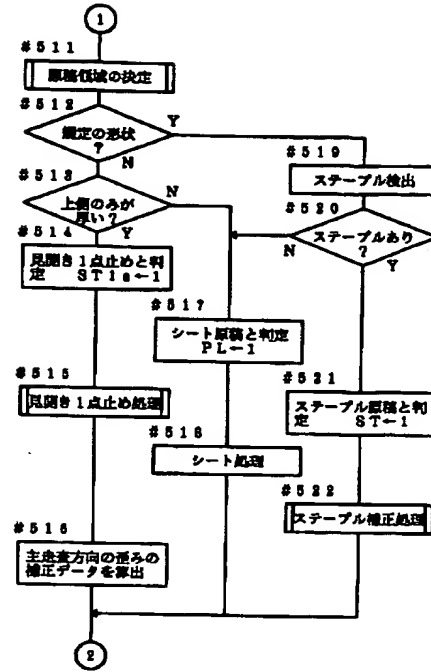 1
#511
原稿領域の決定
#512
規定の形状
?
Y
N
#519
ステープル検出
#513
上側のみが
厚い?
N
Y
#520
ステープルあり
?
N
Y
#514
見開き1点止めと判
定 ST1s←1
#517
シート原稿と判定
PL←1
#515
見開き1点止め処理
#521
ステープル原稿と判
定 ST←1
#518
シート処理
#522
ステープル補正処理
#516
主走査方向の歪みの
補正データを算出
2